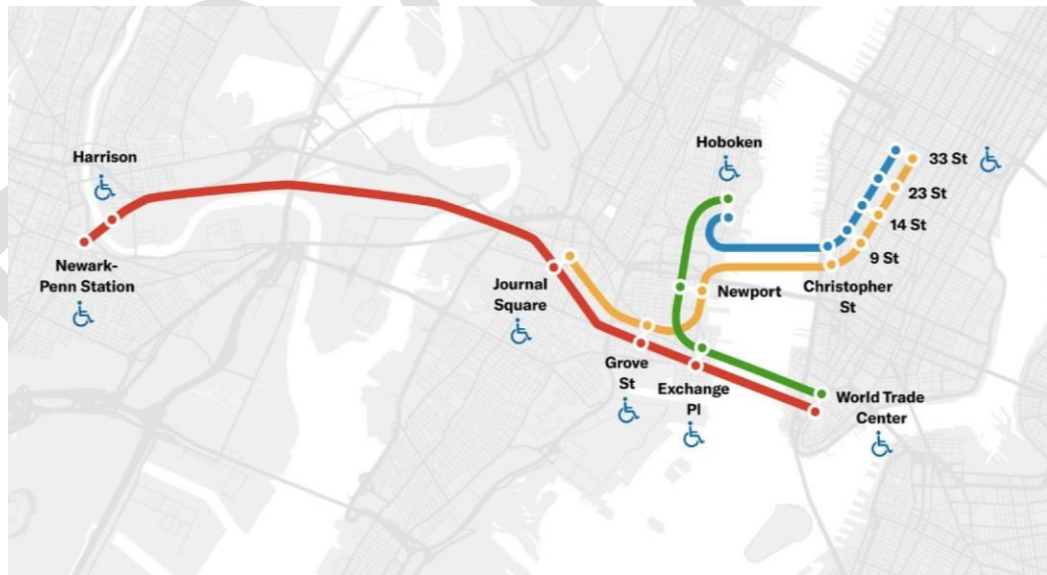 Harrison
Newark-
Penn Station
Journal
Square
Grove
St
Exchange
Pl
Hoboken
Newport
Christopher
St
33 St
23 St
14 St
9 St
World Trade
Center